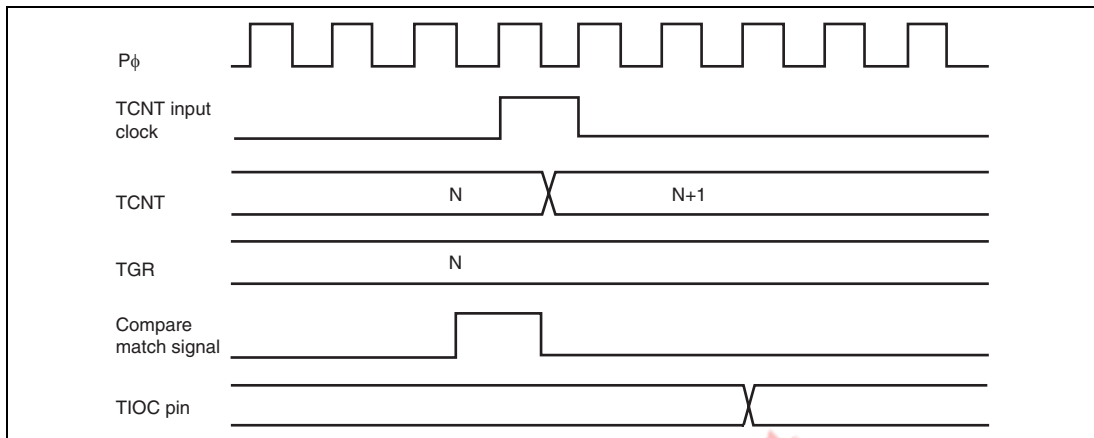 Pϕ
TCNT input
clock
TCNT
N
N+1
TGR
N
Compare
match signal
TIOC pin